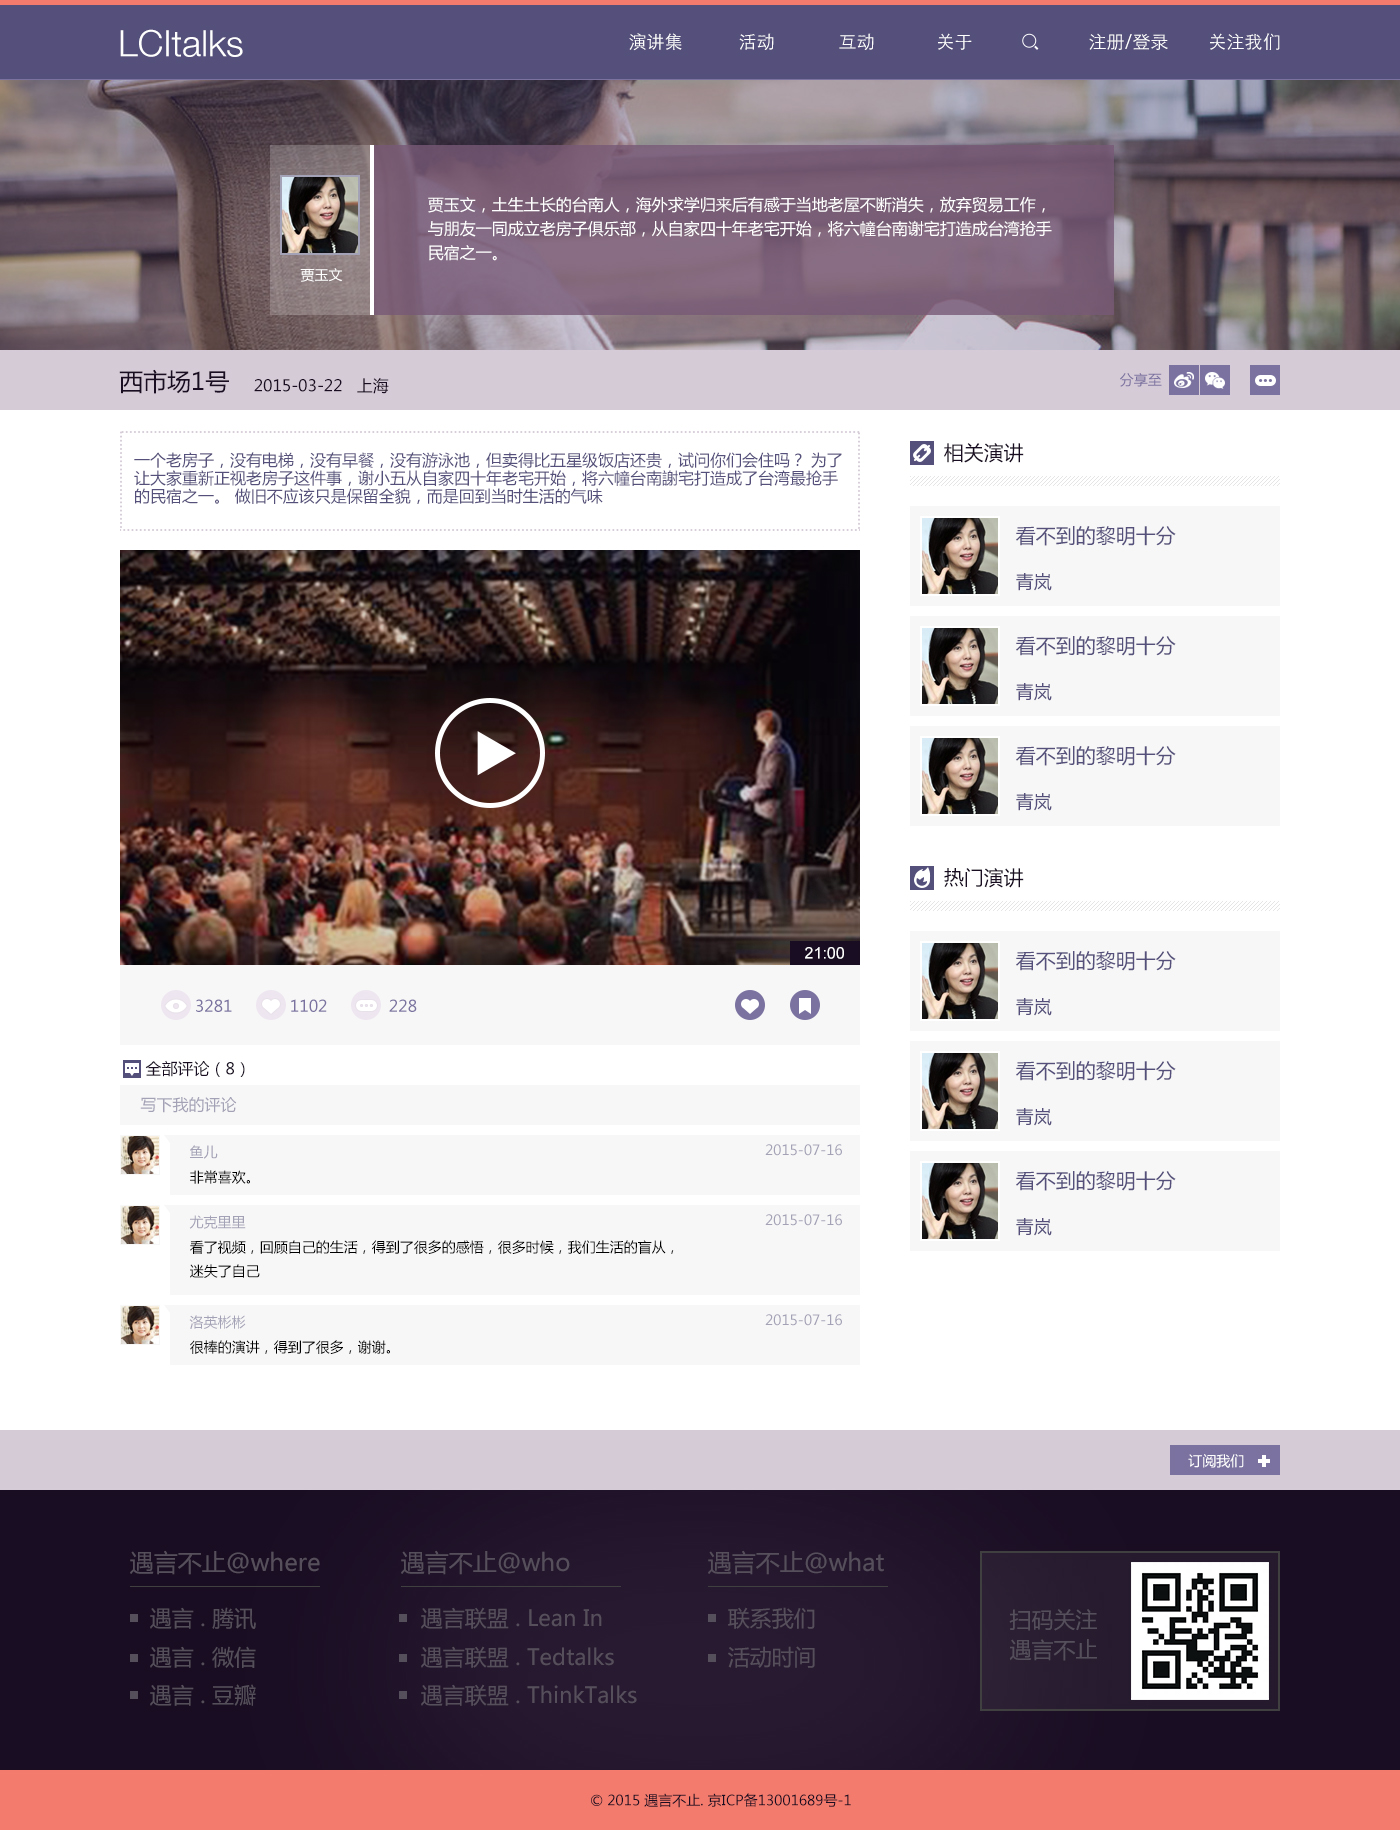 LCItalks
演讲集 活动 互动 关于 注册/登录 关注我们
贾玉文，土生土长的台南人，海外求学归来后有感于当地老屋不断消失，放弃贸易工作，
与朋友一同成立老房子俱乐部，从自家四十年老宅开始，将六幢台南谢宅打造成台湾抢手
民宿之一。
贾玉文
西市场1号 2015-03-22 上海
分享至
一个老房子，没有电梯，没有早餐，没有游泳池，但卖得比五星级饭店还贵，试问你们会住吗？ 为了
让大家重新正视老房子这件事，谢小五从自家四十年老宅开始，将六幢台南謝宅打造成了台湾最抢手
的民宿之一。 做旧不应该只是保留全貌，而是回到当时生活的气味
21:00
3281 1102 228
全部评论（8）
写下我的评论
鱼儿 2015-07-16
非常喜欢。
尤克里里 2015-07-16
看了视频，回顾自己的生活，得到了很多的感悟，很多时候，我们生活的盲从，
迷失了自己
洛英彬彬 2015-07-16
很棒的演讲，得到了很多，谢谢。
相关演讲
看不到的黎明十分
青岚
看不到的黎明十分
青岚
看不到的黎明十分
青岚
热门演讲
看不到的黎明十分
青岚
看不到的黎明十分
青岚
看不到的黎明十分
青岚
订阅我们
遇言不止@where
遇言 . 腾讯
遇言 . 微信
遇言 . 豆瓣
遇言不止@who
遇言联盟 . Lean In
遇言联盟 . Tedtalks
遇言联盟 . ThinkTalks
遇言不止@what
联系我们
活动时间
扫码关注
遇言不止
© 2015 遇言不止. 京ICP备13001689号-1